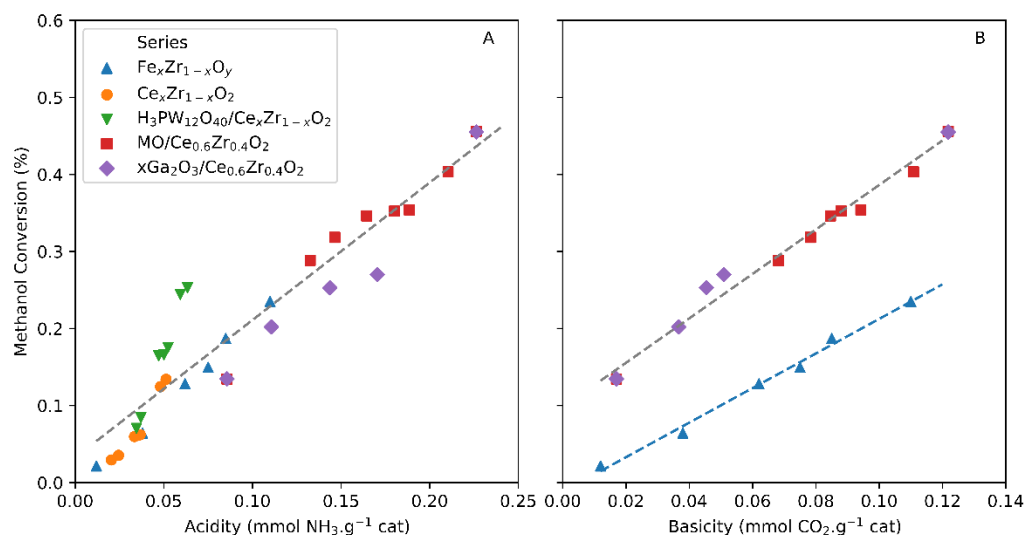 A
B
Series
FeₓZr₁₋ₓOᵧ
CeₓZr₁₋ₓO₂
H₃PW₁₂O₄₀/CeₓZr₁₋ₓO₂
MO/Ce₀.₆Zr₀.₄O₂
xGa₂O₃/Ce₀.₆Zr₀.₄O₂
Methanol Conversion (%)
0.6
0.5
0.4
0.3
0.2
0.1
0.0
0.00 0.05 0.10 0.15 0.20 0.25
0.00 0.02 0.04 0.06 0.08 0.10 0.12 0.14
Acidity (mmol NH₃.g⁻¹ cat)
Basicity (mmol CO₂.g⁻¹ cat)